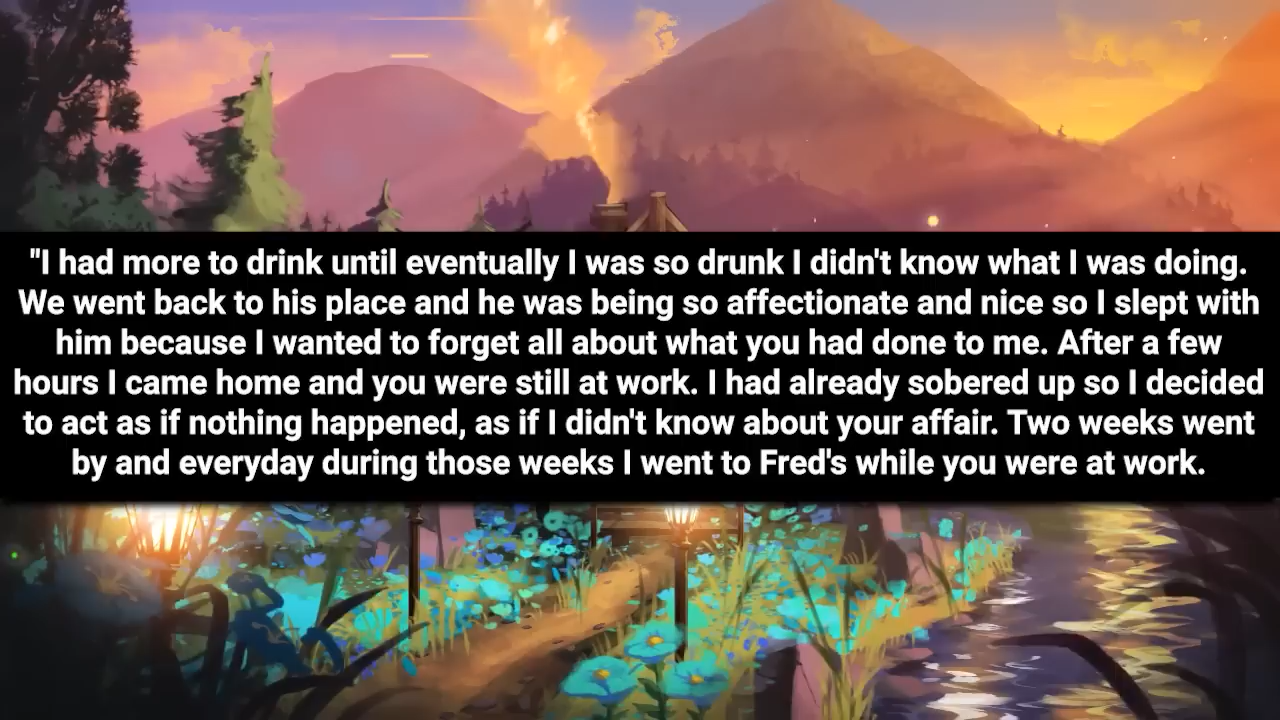 "I had more to drink until eventually I was so drunk I didn't know what I was doing.
We went back to his place and he was being so affectionate and nice so I slept with
him because I wanted to forget all about what you had done to me. After a few
hours I came home and you were still at work. I had already sobered up so I decided
to act as if nothing happened, as if I didn't know about your affair. Two weeks went
by and everyday during those weeks I went to Fred's while you were at work.